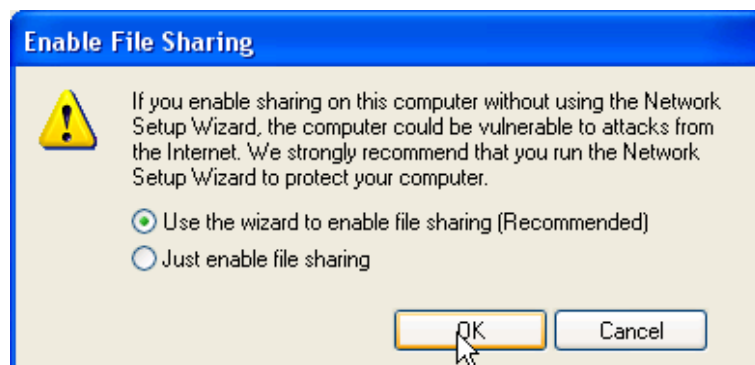 Enable File Sharing
If you enable sharing on this computer without using the Network
Setup Wizard, the computer could be vulnerable to attacks from
the Internet. We strongly recommend that you run the Network
Setup Wizard to protect your computer.
Use the wizard to enable file sharing (Recommended)
Just enable file sharing
OK Cancel